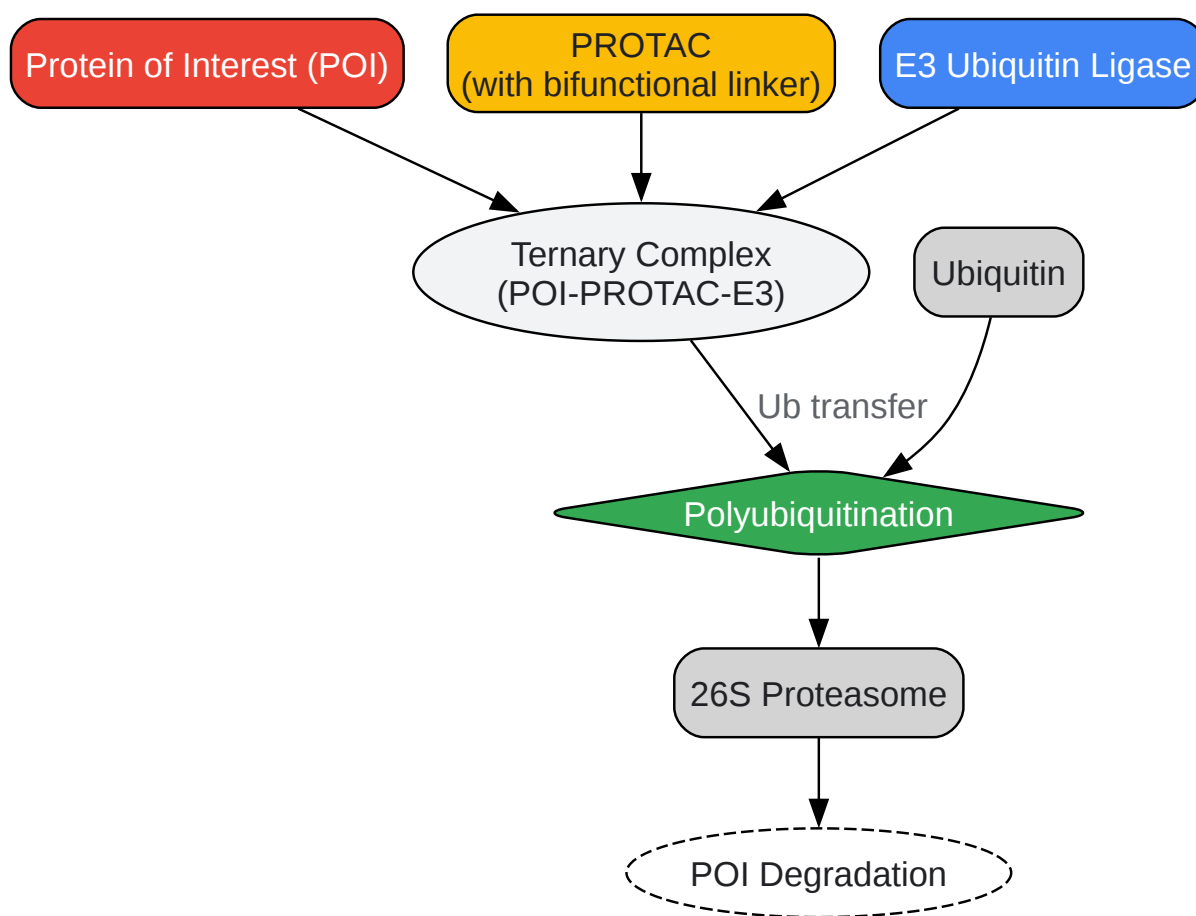 Protein of Interest (POI)
PROTAC
(with bifunctional linker)
E3 Ubiquitin Ligase
Ternary Complex
(POI-PROTAC-E3)
Ubiquitin
Ub transfer
Polyubiquitination
26S Proteasome
POI Degradation